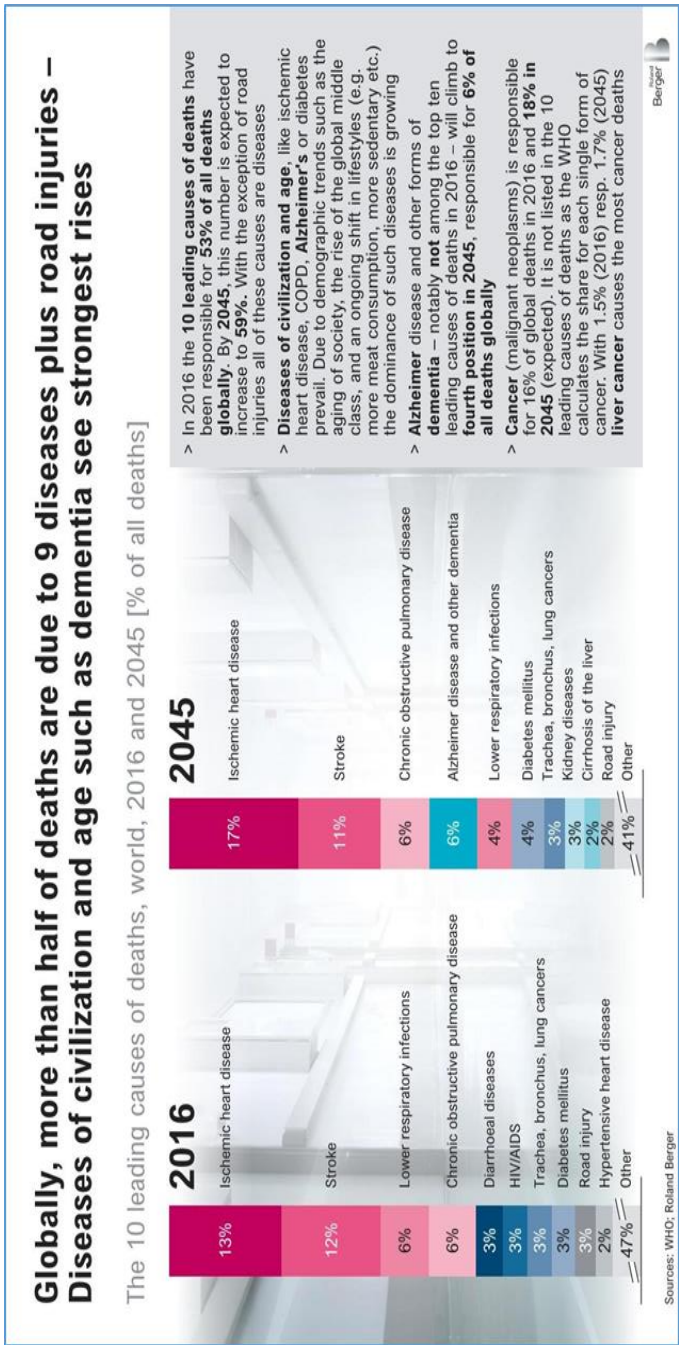 Globally, more than half of deaths are due to 9 diseases plus road injuries –
Diseases of civilization and age such as dementia see strongest rises
The 10 leading causes of deaths, world, 2016 and 2045 [% of all deaths]
2016
13% Ischemic heart disease
12% Stroke
6% Lower respiratory infections
6% Chronic obstructive pulmonary disease
3% Diarrhoeal diseases
3% HIV/AIDS
3% Trachea, bronchus, lung cancers
3% Diabetes mellitus
3% Road injury
2% Hypertensive heart disease
47% Other
2045
17% Ischemic heart disease
11% Stroke
6% Chronic obstructive pulmonary disease
6% Alzheimer disease and other dementia
4% Lower respiratory infections
4% Diabetes mellitus
3% Trachea, bronchus, lung cancers
3% Kidney diseases
2% Cirrhosis of the liver
2% Road injury
41% Other
> In 2016 the 10 leading causes of deaths have
been responsible for 53% of all deaths
globally. By 2045, this number is expected to
increase to 59%. With the exception of road
injuries all of these causes are diseases
> Diseases of civilization and age, like ischemic
heart disease, COPD, Alzheimer's or diabetes
prevail. Due to demographic trends such as the
aging of society, the rise of the global middle
class, and an ongoing shift in lifestyles (e.g.
more meat consumption, more sedentary etc.)
the dominance of such diseases is growing
> Alzheimer disease and other forms of
dementia – notably not among the top ten
leading causes of deaths in 2016 – will climb to
fourth position in 2045, responsible for 6% of
all deaths globally
> Cancer (malignant neoplasms) is responsible
for 16% of global deaths in 2016 and 18% in
2045 (expected). It is not listed in the 10
leading causes of deaths as the WHO
calculates the share for each single form of
cancer. With 1.5% (2016) resp. 1.7% (2045)
liver cancer causes the most cancer deaths
Sources: WHO; Roland Berger
Roland
Berger
B